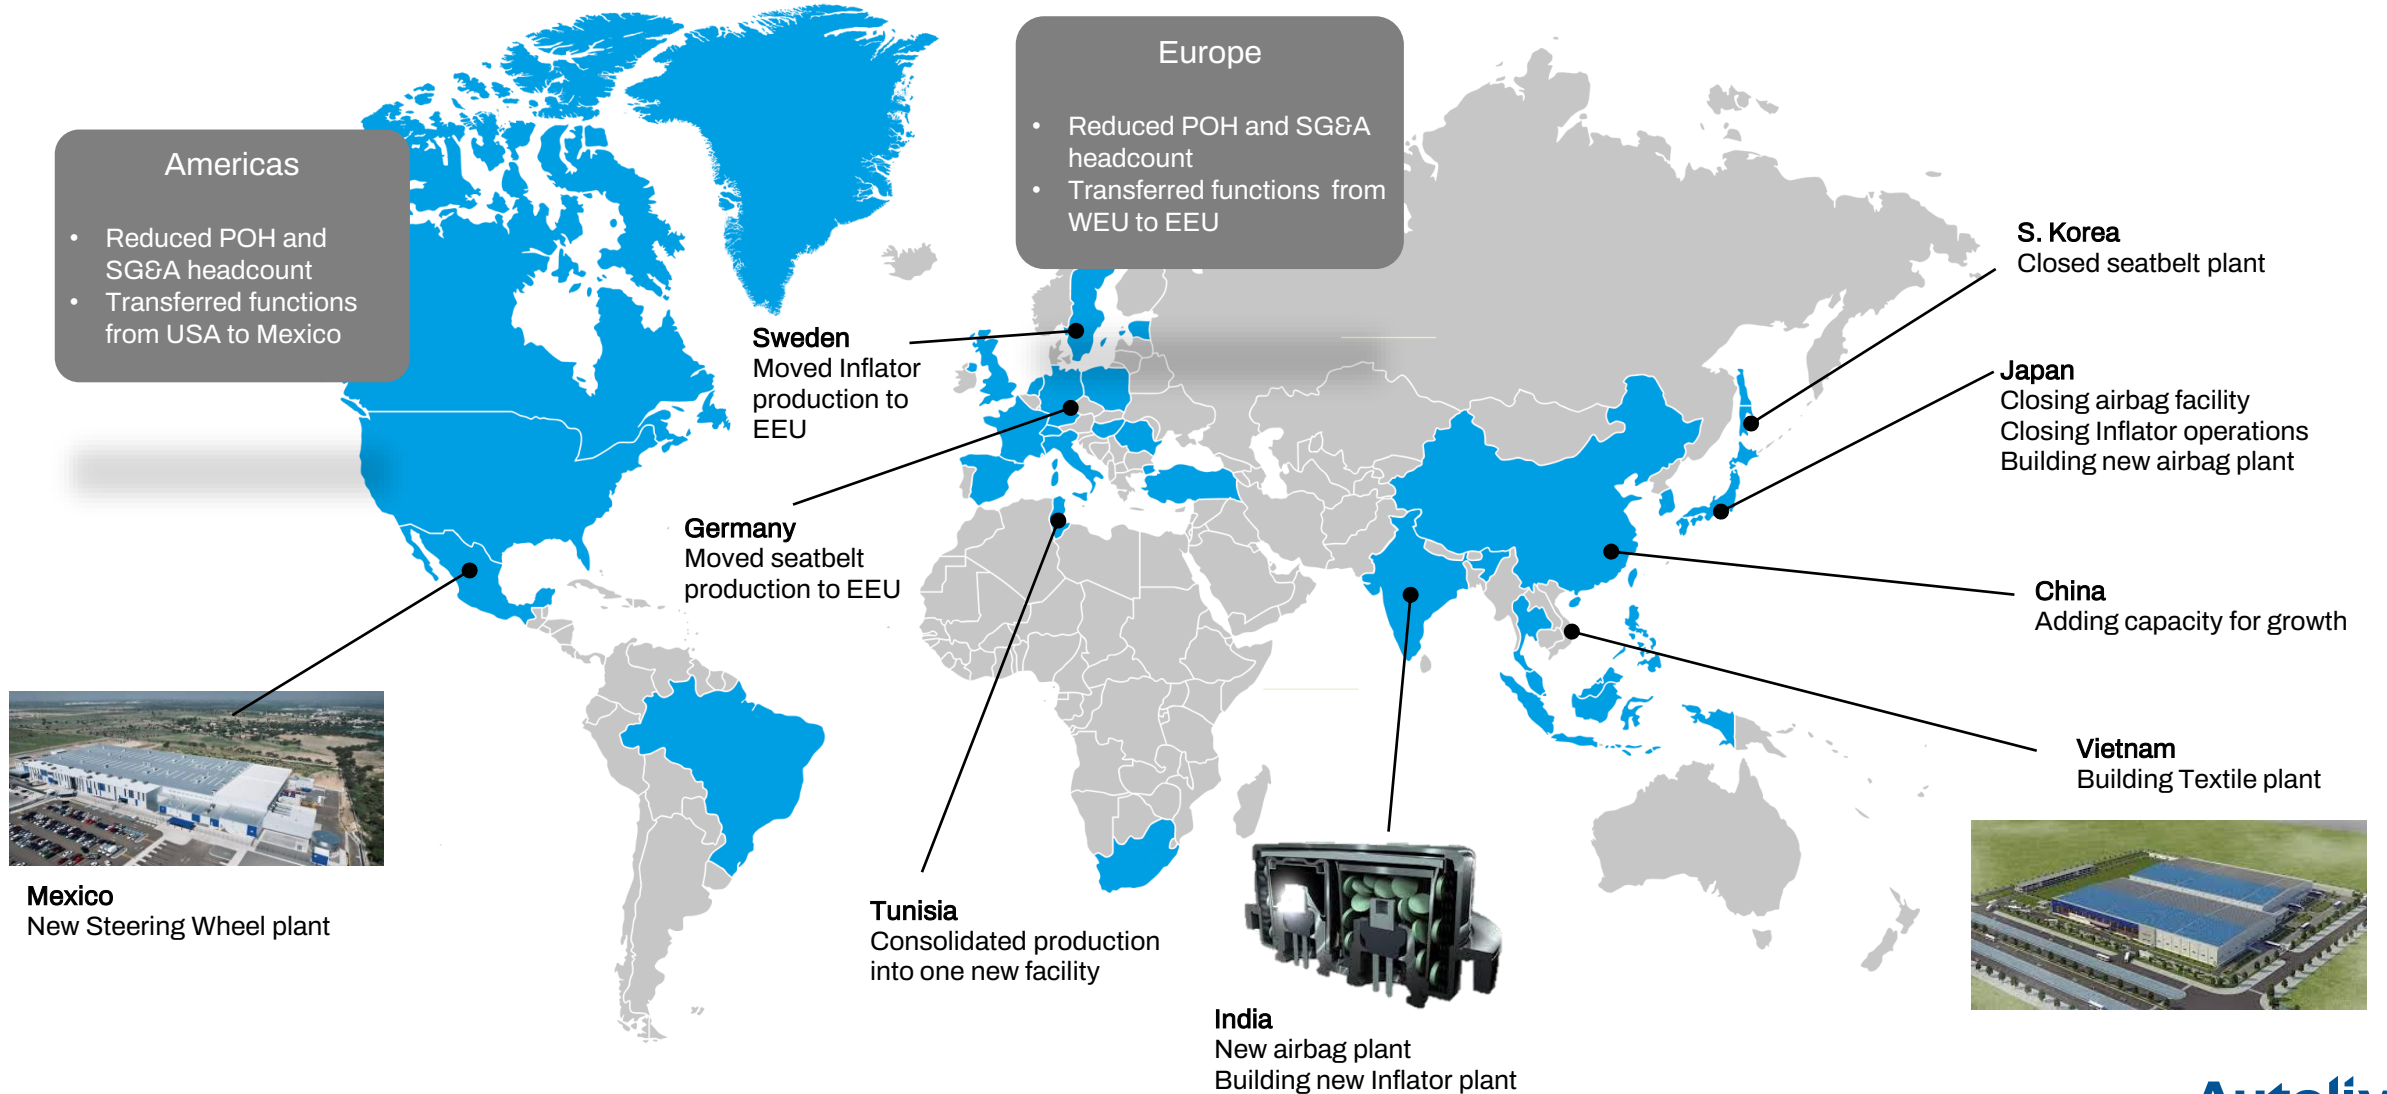 Europe
• Reduced POH and SG&A
headcount
• Transferred functions from
WEU to EEU
Americas
• Reduced POH and
SG&A headcount
• Transferred functions
from USA to Mexico
S. Korea
Closed seatbelt plant
Sweden
Moved Inflator
production to
EEU
Japan
Closing airbag facility
Closing Inflator operations
Building new airbag plant
Germany
Moved seatbelt
production to EEU
China
Adding capacity for growth
Vietnam
Building Textile plant
Mexico
New Steering Wheel plant
Tunisia
Consolidated production
into one new facility
India
New airbag plant
Building new Inflator plant